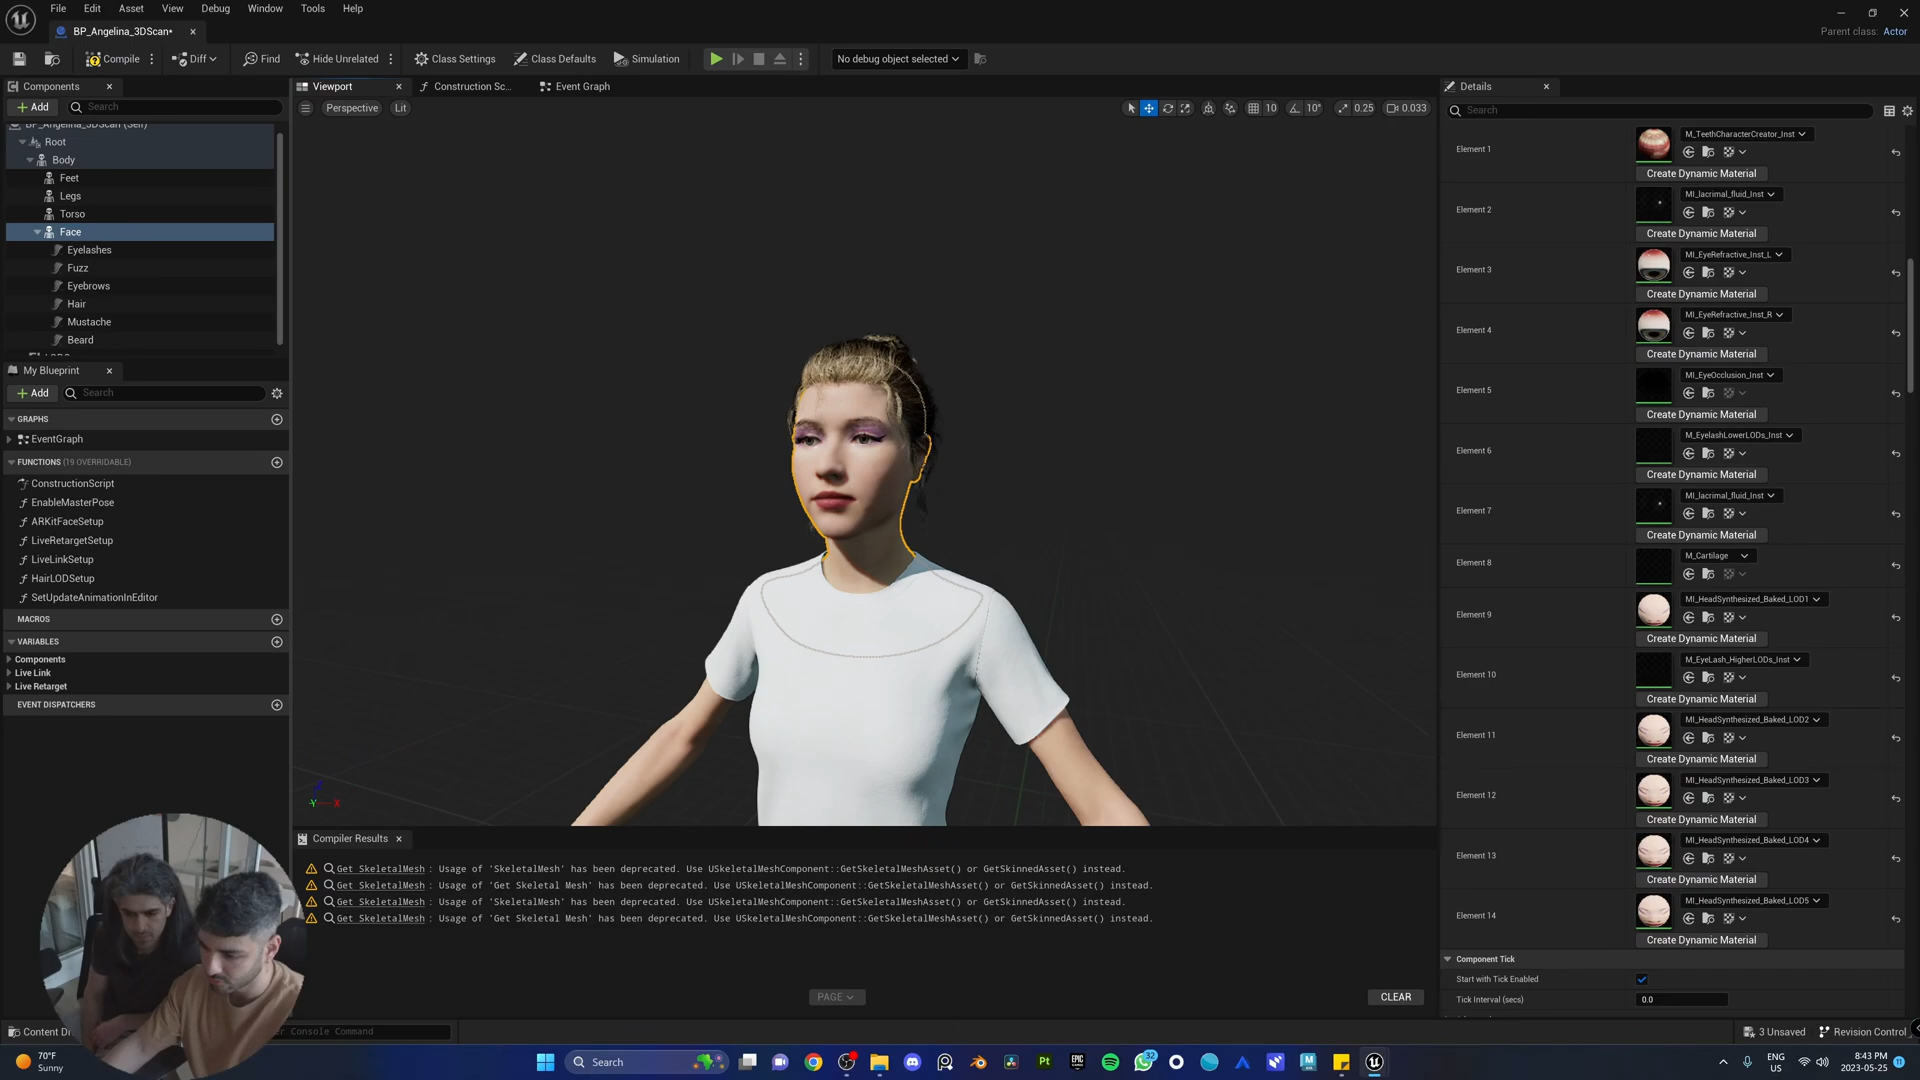 File Edit Asset View Debug Window Tools Help
BP_Angelina_3DScan*
Parent class: Actor
Compile Diff Find Hide Unrelated Class Settings Class Defaults Simulation No debug object selected
Components
Add Search
BP_Angelina_3DScan (Self)
Root
Body
Feet
Legs
Torso
Face
Eyelashes
Fuzz
Eyebrows
Hair
Mustache
Beard
My Blueprint
Add Search
GRAPHS
EventGraph
FUNCTIONS (19 OVERRIDABLE)
ConstructionScript
EnableMasterPose
ARKitFaceSetup
LiveRetargetSetup
LiveLinkSetup
HairLODSetup
SetUpdateAnimationInEditor
MACROS
VARIABLES
Components
Live Link
Live Retarget
EVENT DISPATCHERS
Viewport Construction Sc... Event Graph
Perspective Lit 10 10° 0.25 0.033
Y X
Compiler Results
Get SkeletalMesh : Usage of 'SkeletalMesh' has been deprecated. Use USkeletalMeshComponent::GetSkeletalMeshAsset() or GetSkinnedAsset() instead.
Get SkeletalMesh : Usage of 'Get Skeletal Mesh' has been deprecated. Use USkeletalMeshComponent::GetSkeletalMeshAsset() or GetSkinnedAsset() instead.
Get SkeletalMesh : Usage of 'SkeletalMesh' has been deprecated. Use USkeletalMeshComponent::GetSkeletalMeshAsset() or GetSkinnedAsset() instead.
Get SkeletalMesh : Usage of 'Get Skeletal Mesh' has been deprecated. Use USkeletalMeshComponent::GetSkeletalMeshAsset() or GetSkinnedAsset() instead.
PAGE CLEAR
Details
Search
Element 1 M_TeethCharacterCreator_Inst
Create Dynamic Material
Element 2 MI_lacrimal_fluid_Inst
Create Dynamic Material
Element 3 MI_EyeRefractive_Inst_L
Create Dynamic Material
Element 4 MI_EyeRefractive_Inst_R
Create Dynamic Material
Element 5 MI_EyeOcclusion_Inst
Create Dynamic Material
Element 6 M_EyelashLowerLODs_Inst
Create Dynamic Material
Element 7 MI_lacrimal_fluid_Inst
Create Dynamic Material
Element 8 M_Cartilage
Element 9 MI_HeadSynthesized_Baked_LOD1
Create Dynamic Material
Element 10 M_EyeLash_HigherLODs_Inst
Create Dynamic Material
Element 11 MI_HeadSynthesized_Baked_LOD2
Create Dynamic Material
Element 12 MI_HeadSynthesized_Baked_LOD3
Create Dynamic Material
Element 13 MI_HeadSynthesized_Baked_LOD4
Create Dynamic Material
Element 14 MI_HeadSynthesized_Baked_LOD5
Create Dynamic Material
Component Tick
Start with Tick Enabled
Tick Interval (secs) 0.0
Content Console Command 3 Unsaved Revision Control
70°F
Sunny
Search
Pt EPIC GAMES 32 M
ENG
US
8:43 PM
2023-05-25